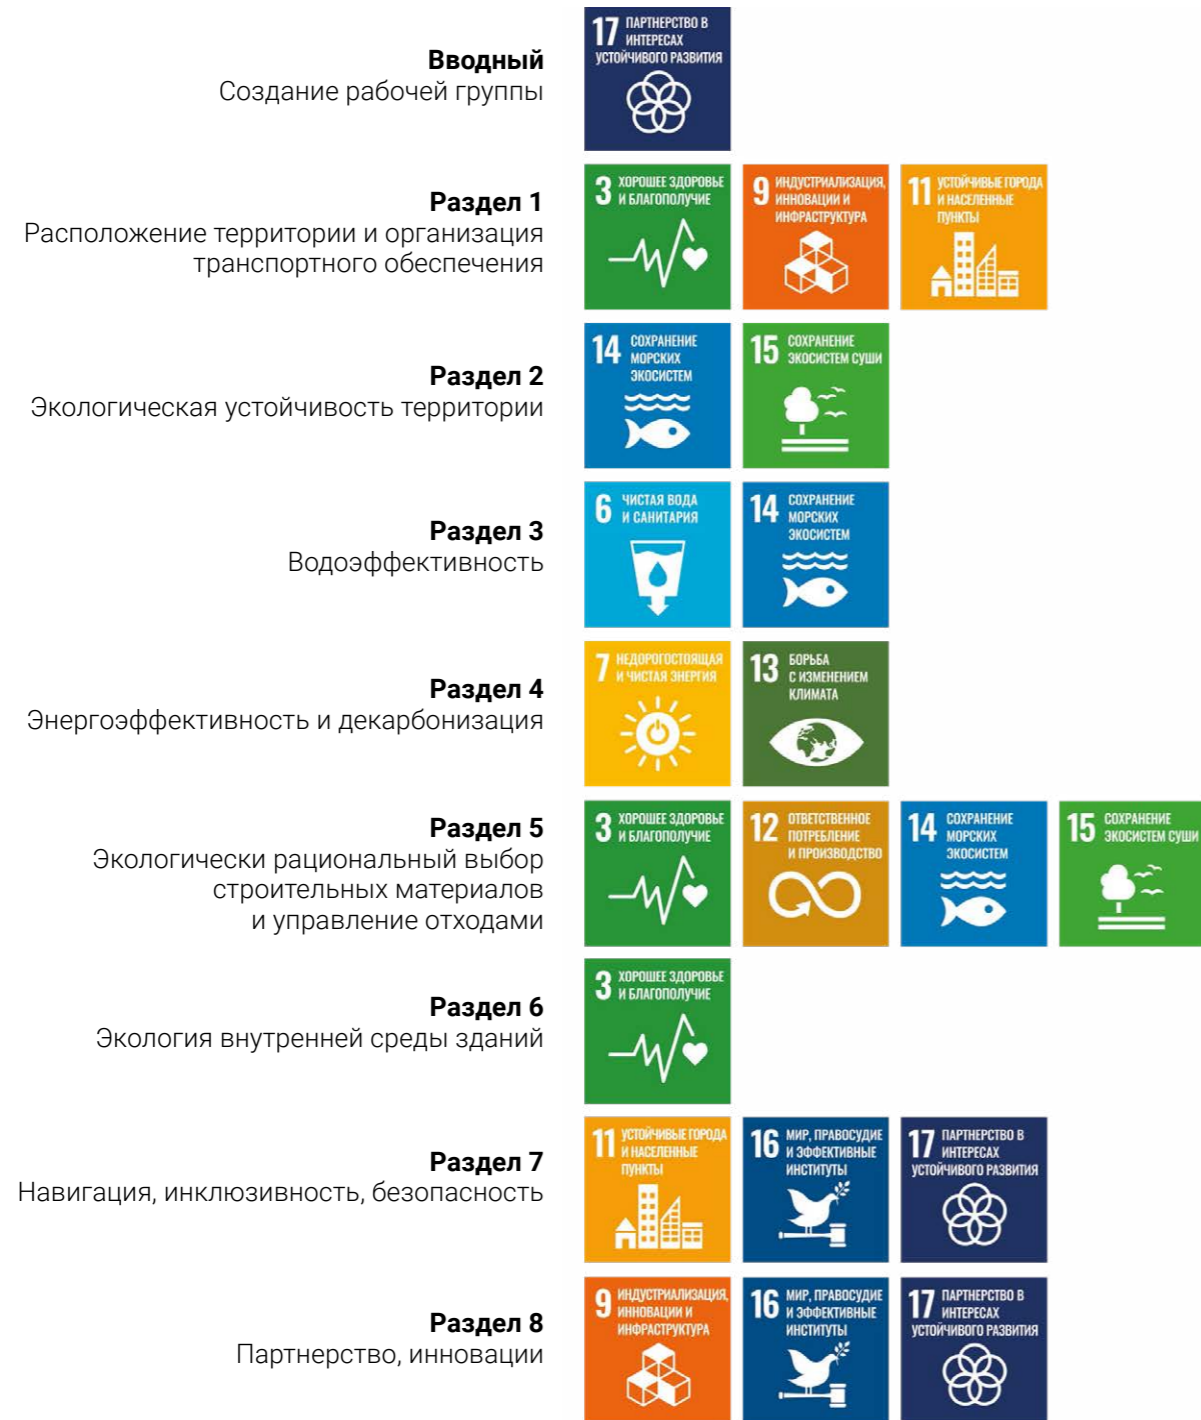 Вводный
Создание рабочей группы
17 ПАРТНЕРСТВО В
ИНТЕРЕСАХ
УСТОЙЧИВОГО РАЗВИТИЯ
Раздел 1
Расположение территории и организация
транспортного обеспечения
3 ХОРОШЕЕ ЗДОРОВЬЕ
И БЛАГОПОЛУЧИЕ
9 ИНДУСТРИАЛИЗАЦИЯ,
ИННОВАЦИИ И
ИНФРАСТРУКТУРА
11 УСТОЙЧИВЫЕ ГОРОДА
И НАСЕЛЕННЫЕ
ПУНКТЫ
Раздел 2
Экологическая устойчивость территории
14 СОХРАНЕНИЕ
МОРСКИХ
ЭКОСИСТЕМ
15 СОХРАНЕНИЕ
ЭКОСИСТЕМ СУШИ
Раздел 3
Водоэффективность
6 ЧИСТАЯ ВОДА
И САНИТАРИЯ
14 СОХРАНЕНИЕ
МОРСКИХ
ЭКОСИСТЕМ
Раздел 4
Энергоэффективность и декарбонизация
7 НЕДОРОГОСТОЯЩАЯ
И ЧИСТАЯ ЭНЕРГИЯ
13 БОРЬБА
С ИЗМЕНЕНИЕМ
КЛИМАТА
Раздел 5
Экологически рациональный выбор
строительных материалов
и управление отходами
3 ХОРОШЕЕ ЗДОРОВЬЕ
И БЛАГОПОЛУЧИЕ
12 ОТВЕТСТВЕННОЕ
ПОТРЕБЛЕНИЕ
И ПРОИЗВОДСТВО
14 СОХРАНЕНИЕ
МОРСКИХ
ЭКОСИСТЕМ
15 СОХРАНЕНИЕ
ЭКОСИСТЕМ СУШИ
Раздел 6
Экология внутренней среды зданий
3 ХОРОШЕЕ ЗДОРОВЬЕ
И БЛАГОПОЛУЧИЕ
Раздел 7
Навигация, инклюзивность, безопасность
11 УСТОЙЧИВЫЕ ГОРОДА
И НАСЕЛЕННЫЕ
ПУНКТЫ
16 МИР, ПРАВОСУДИЕ
И ЭФФЕКТИВНЫЕ
ИНСТИТУТЫ
17 ПАРТНЕРСТВО В
ИНТЕРЕСАХ
УСТОЙЧИВОГО РАЗВИТИЯ
Раздел 8
Партнерство, инновации
9 ИНДУСТРИАЛИЗАЦИЯ,
ИННОВАЦИИ И
ИНФРАСТРУКТУРА
16 МИР, ПРАВОСУДИЕ
И ЭФФЕКТИВНЫЕ
ИНСТИТУТЫ
17 ПАРТНЕРСТВО В
ИНТЕРЕСАХ
УСТОЙЧИВОГО РАЗВИТИЯ